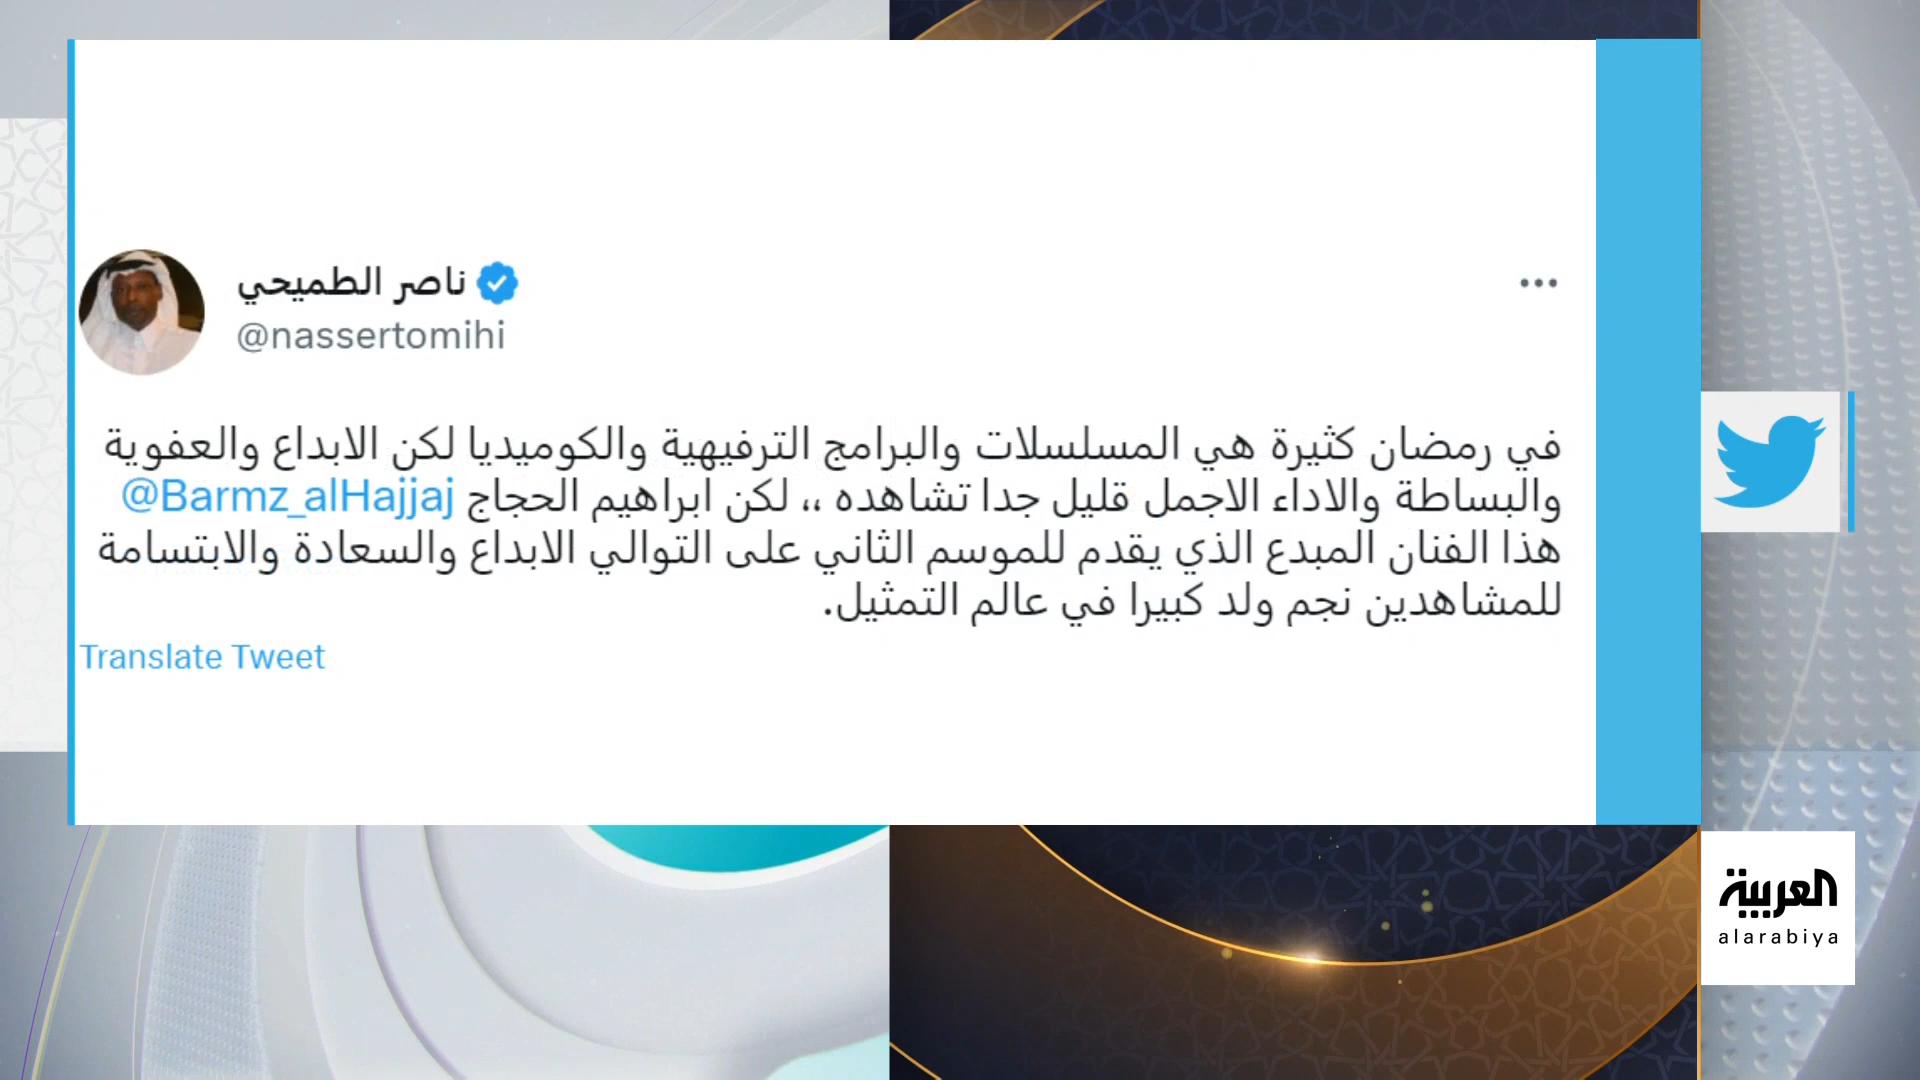 ناصر الطميحي
@nassertomihi
في رمضان كثيرة هي المسلسلات والبرامج الترفيهية والكوميديا لكن الابداع والعفوية
والبساطة والاداء الاجمل قليل جدا تشاهده ،، لكن ابراهيم الحجاج @Barmz_alHajjaj
هذا الفنان المبدع الذي يقدم للموسم الثاني على التوالي الابداع والسعادة والابتسامة
للمشاهدين نجم ولد كبيرا في عالم التمثيل.
Translate Tweet
العربية
alarabiya